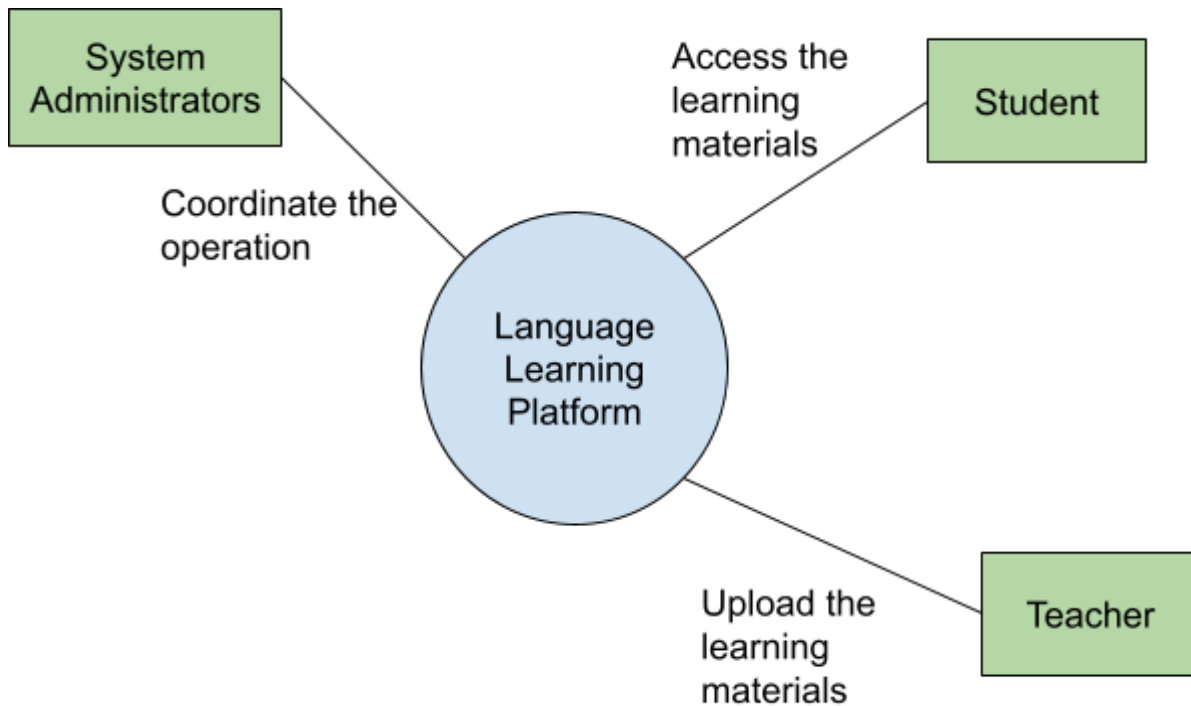 System
Administrators
Access the
learning
materials
Student
Coordinate the
operation
Language
Learning
Platform
Upload the
learning
materials
Teacher